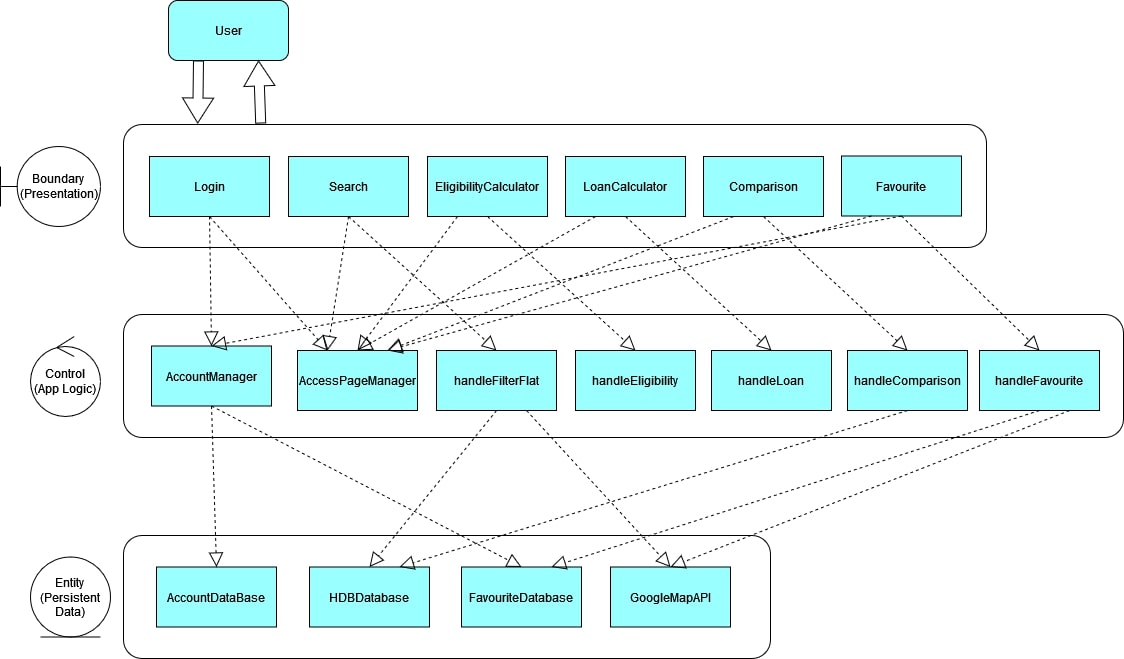 User
Boundary
(Presentation)
Login
Search
EligibilityCalculator
LoanCalculator
Comparison
Favourite
Control
(App Logic)
AccountManager
AccessPageManager
handleFilterFlat
handleEligibility
handleLoan
handleComparison
handleFavourite
Entity
(Persistent
Data)
AccountDataBase
HDBDatabase
FavouriteDatabase
GoogleMapAPI